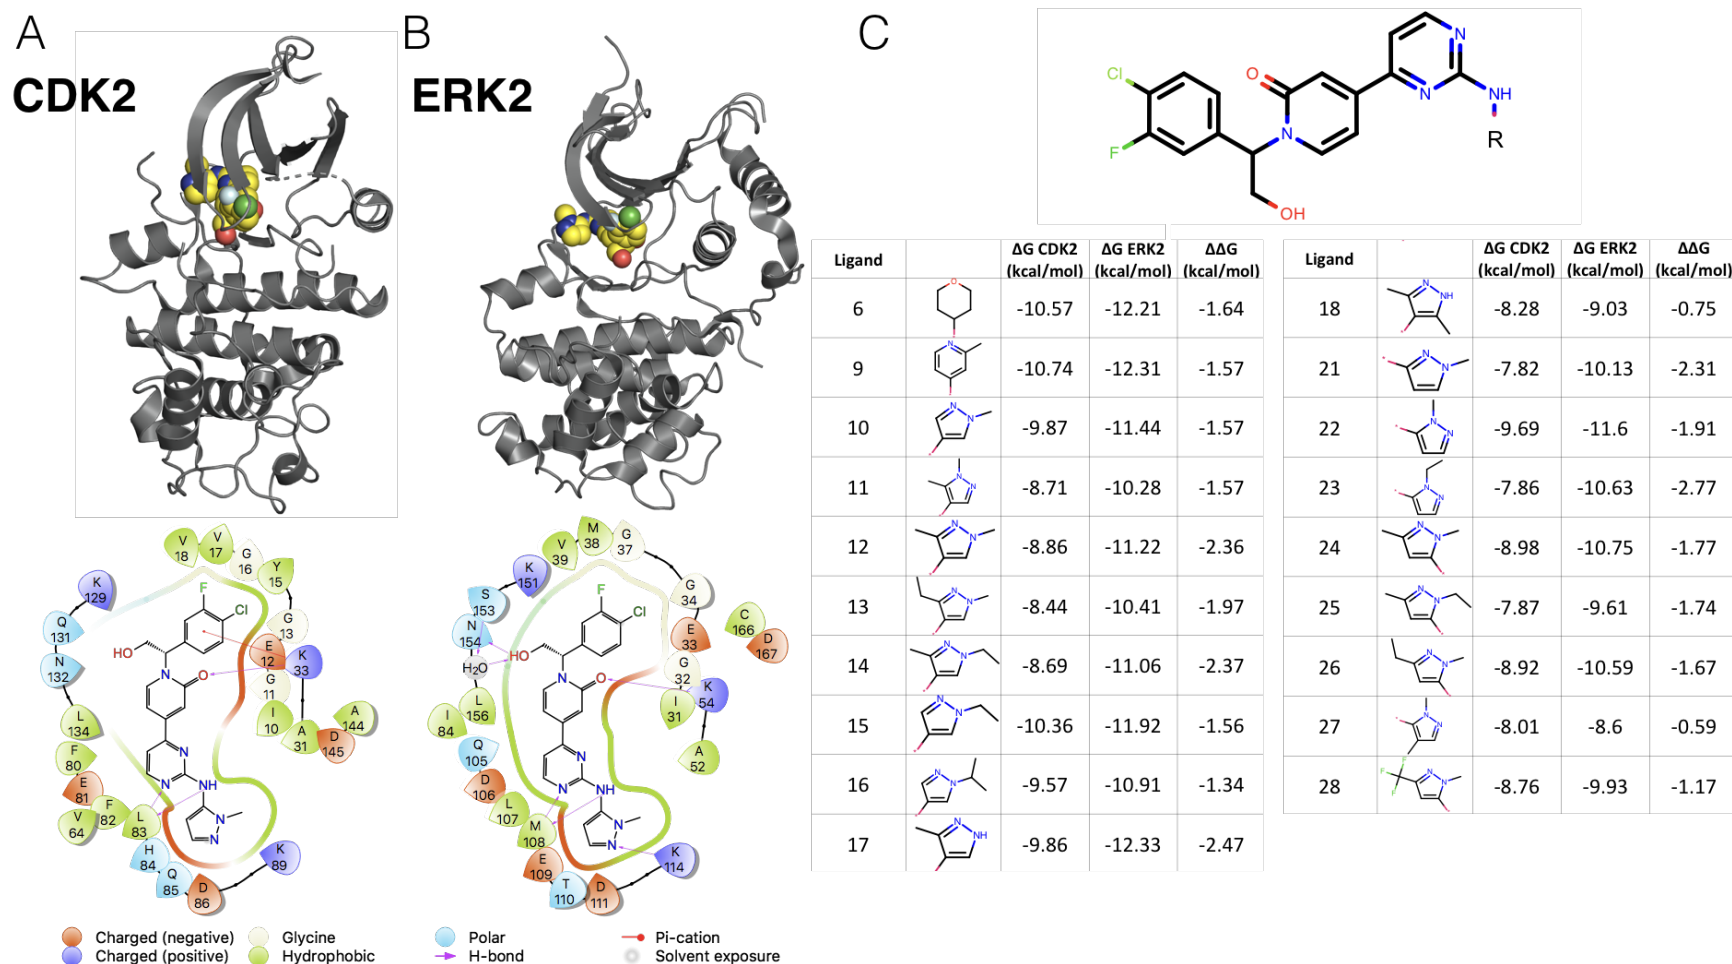 A
CDK2
B
ERK2
C
Cl
F
O
N
N
N
NH
R
OH
V 18
V 17
G 16
Y 15
K 129
Q 131
N 132
L 134
F 80
E 81
V 64
F 82
L 83
H 84
Q 85
D 86
K 89
G 13
E 12
K 33
G 11
I 10
A 31
D 145
A 144
F
Cl
HO
N
O
N
N
NH
N
N
V 39
M 38
G 37
K 151
S 153
N 154
H₂O
L 156
I 84
Q 105
D 106
L 107
M 108
E 109
T 110
D 111
K 114
G 34
E 33
C 166
D 167
G 32
K 54
I 31
A 52
F
Cl
HO
N
O
N
N
NH
N
N
Charged (negative)
Charged (positive)
Glycine
Hydrophobic
Polar
H-bond
Pi-cation
Solvent exposure
Ligand ΔG CDK2 (kcal/mol) ΔG ERK2 (kcal/mol) ΔΔG (kcal/mol)
6 O -10.57 -12.21 -1.64
9 N -10.74 -12.31 -1.57
10 N N -9.87 -11.44 -1.57
11 N N -8.71 -10.28 -1.57
12 N N -8.86 -11.22 -2.36
13 N N -8.44 -10.41 -1.97
14 N N -8.69 -11.06 -2.37
15 N N -10.36 -11.92 -1.56
16 N N -9.57 -10.91 -1.34
17 N NH -9.86 -12.33 -2.47
Ligand ΔG CDK2 (kcal/mol) ΔG ERK2 (kcal/mol) ΔΔG (kcal/mol)
18 N NH -8.28 -9.03 -0.75
21 N N -7.82 -10.13 -2.31
22 N N -9.69 -11.6 -1.91
23 N N -7.86 -10.63 -2.77
24 N N -8.98 -10.75 -1.77
25 N N -7.87 -9.61 -1.74
26 N N -8.92 -10.59 -1.67
27 N N -8.01 -8.6 -0.59
28 F F F N N -8.76 -9.93 -1.17